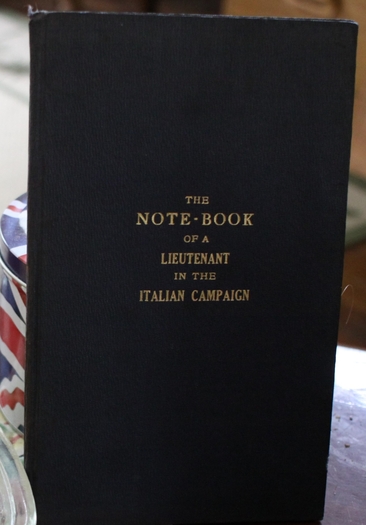 THE
NOTE-BOOK
OF A
LIEUTENANT
IN THE
ITALIAN CAMPAIGN